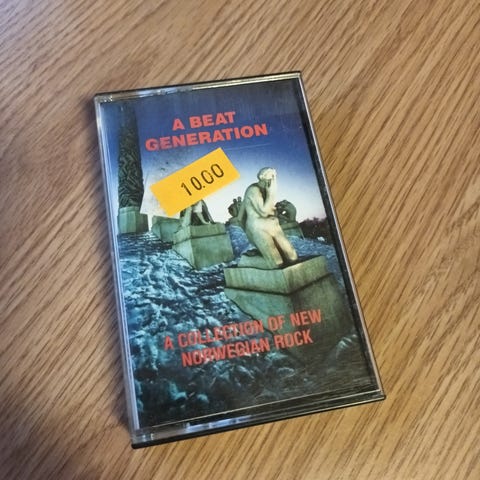 A BEAT
GENERATION
10.00
A COLLECTION OF NEW
NORWEGIAN ROCK